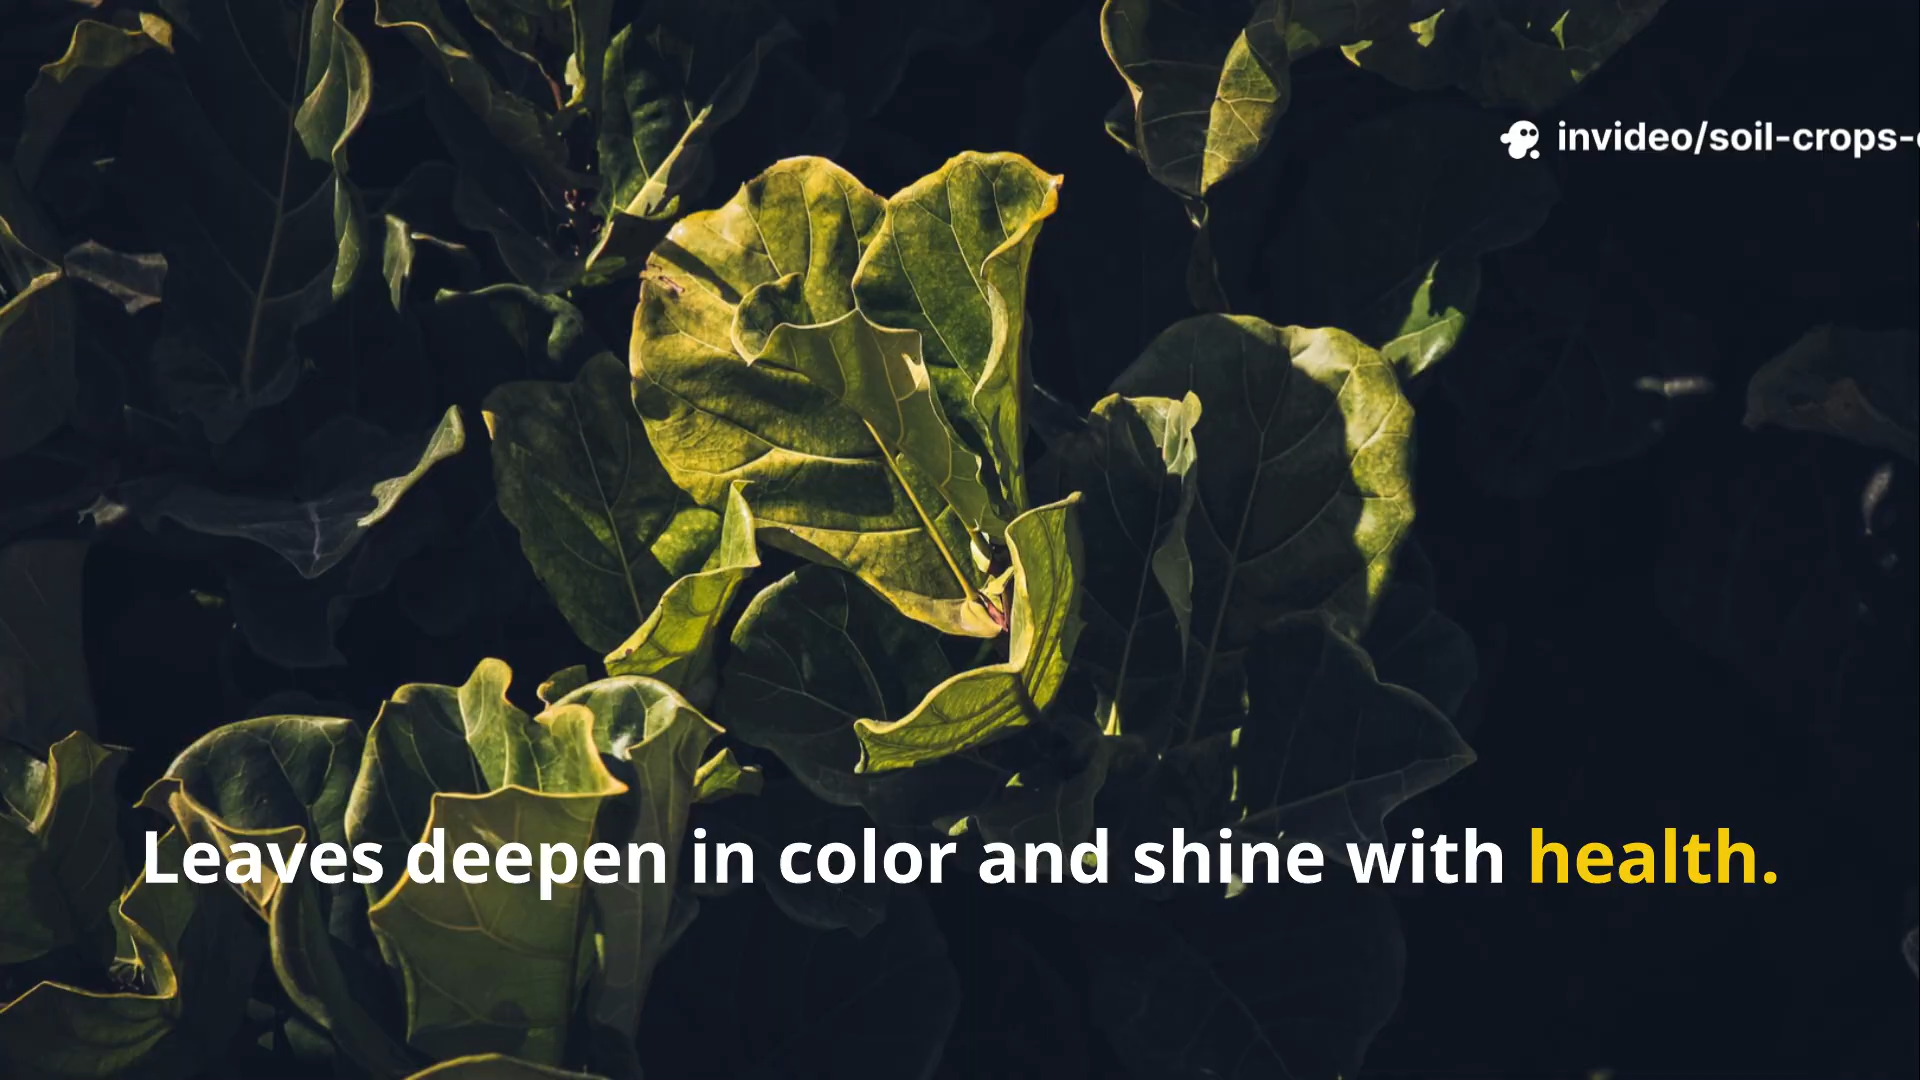 invideo/soil-crops-
Leaves deepen in color and shine with health.